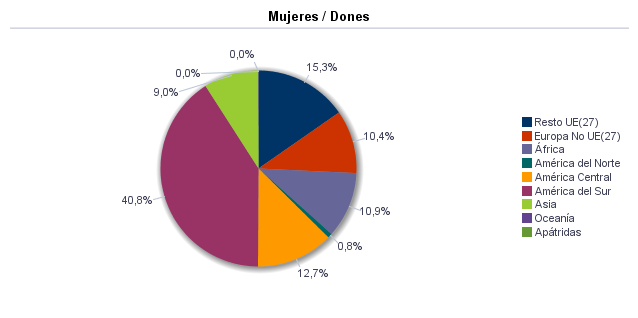 Mujeres / Dones
0,0%
0,0%
15,3%
9,0%
10,4%
40,8%
10,9%
0,8%
12,7%
Resto UE(27)
Europa No UE(27)
África
América del Norte
América Central
América del Sur
Asia
Oceanía
Apátridas